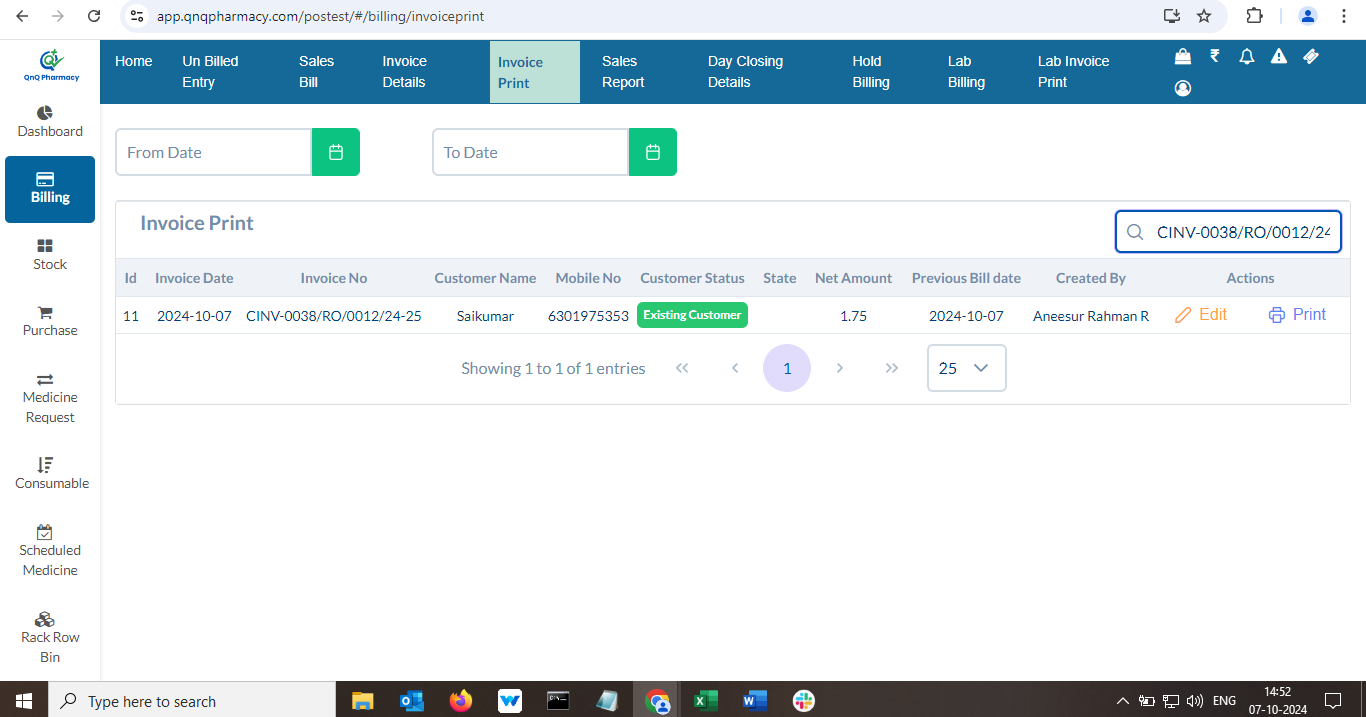 app.qnqpharmacy.com/postest/#/billing/invoiceprint
QnQ Pharmacy
Home
Un Billed
Entry
Sales
Bill
Invoice
Details
Invoice
Print
Sales
Report
Day Closing
Details
Hold
Billing
Lab
Billing
Lab Invoice
Print
Dashboard
Billing
Stock
Purchase
Medicine
Request
Consumable
Scheduled
Medicine
Rack Row
Bin
From Date
To Date
Invoice Print
CINV-0038/RO/0012/24
Id Invoice Date Invoice No Customer Name Mobile No Customer Status State Net Amount Previous Bill date Created By Actions
11 2024-10-07 CINV-0038/RO/0012/24-25 Saikumar 6301975353 Existing Customer 1.75 2024-10-07 Aneesur Rahman R Edit Print
Showing 1 to 1 of 1 entries << < 1 > >> 25
Type here to search
ENG
14:52
07-10-2024